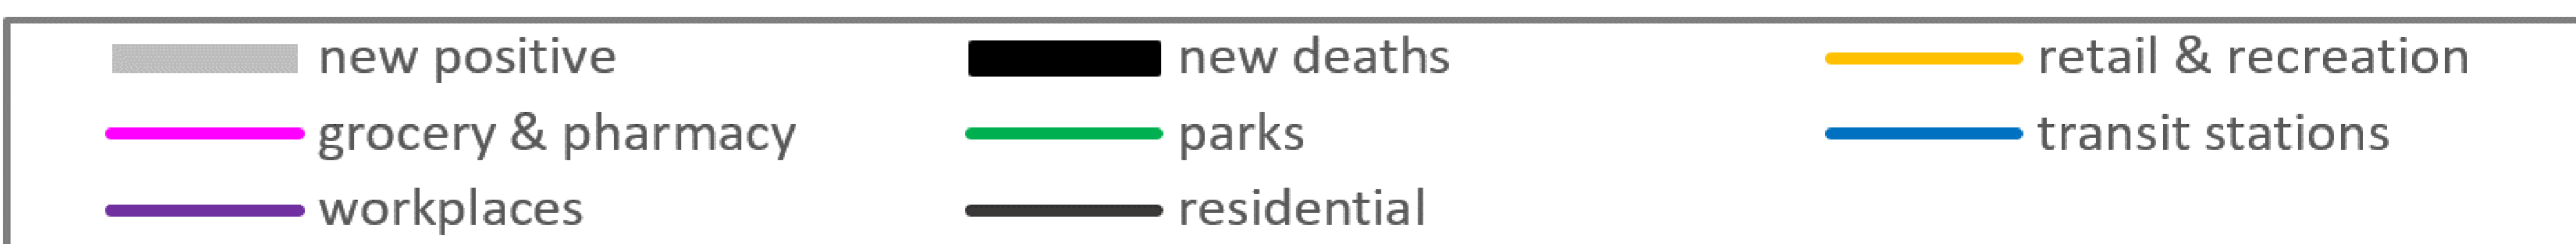 new positive new deaths retail & recreation
grocery & pharmacy parks transit stations
workplaces residential